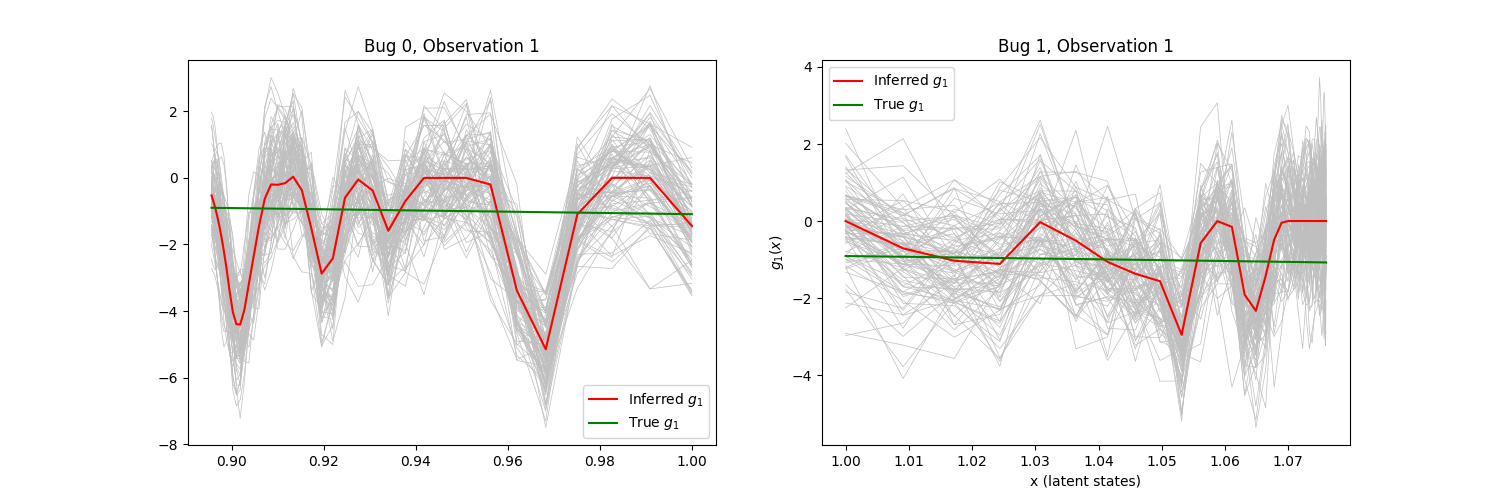 Bug 0, Observation 1
2
0
−2
−4
−6
−8
0.90 0.92 0.94 0.96 0.98 1.00
Inferred g₁
True g₁
Bug 1, Observation 1
4
2
0
−2
−4
g₁(x)
Inferred g₁
True g₁
1.00 1.01 1.02 1.03 1.04 1.05 1.06 1.07
x (latent states)